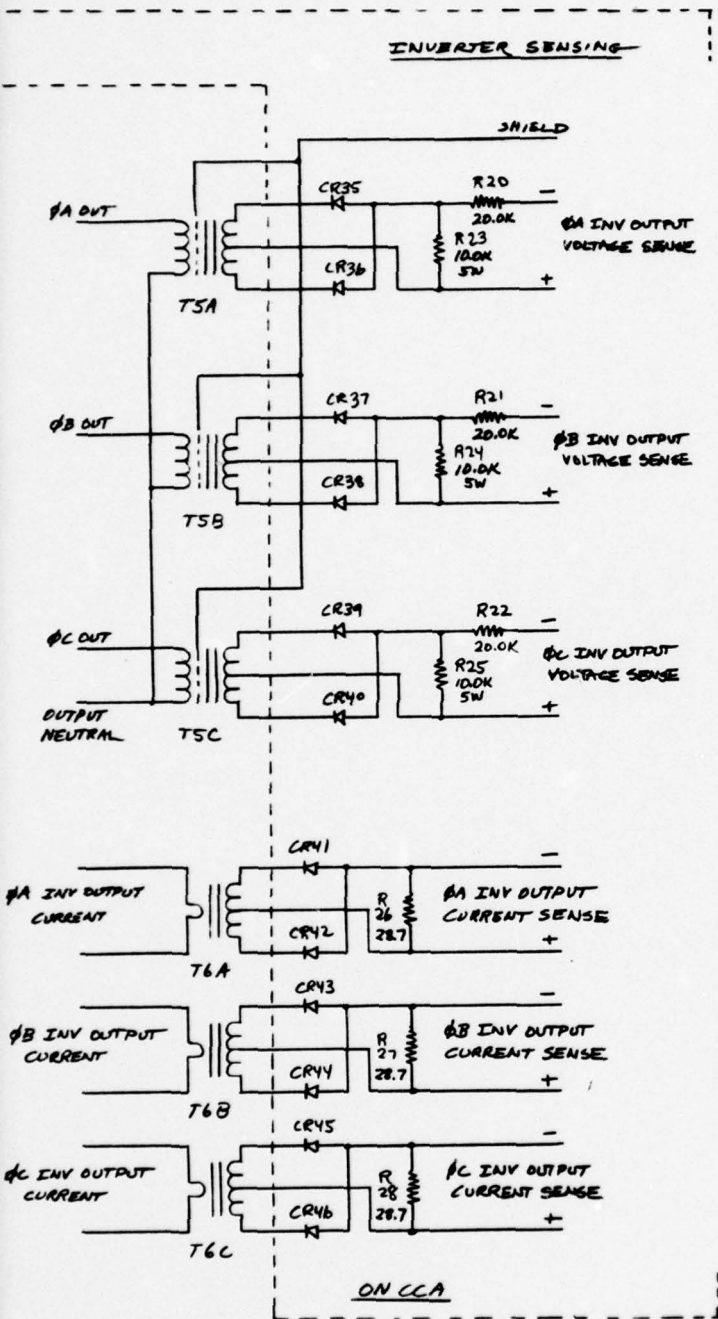 INVERTER SENSING
SHIELD
ØA OUT
CR35
R20
20.0K
R23
10.0K
5W
CR36
T5A
−
ØA INV OUTPUT
VOLTAGE SENSE
+
ØB OUT
CR37
R21
20.0K
R24
10.0K
5W
CR38
T5B
−
ØB INV OUTPUT
VOLTAGE SENSE
+
ØC OUT
CR39
R22
20.0K
R25
10.0K
5W
CR40
OUTPUT
NEUTRAL
T5C
−
ØC INV OUTPUT
VOLTAGE SENSE
+
ØA INV OUTPUT
CURRENT
CR41
CR42
T6A
R
26
28.7
−
ØA INV OUTPUT
CURRENT SENSE
+
ØB INV OUTPUT
CURRENT
CR43
CR44
T6B
R
27
28.7
−
ØB INV OUTPUT
CURRENT SENSE
+
ØC INV OUTPUT
CURRENT
CR45
CR46
T6C
R
28
28.7
−
ØC INV OUTPUT
CURRENT SENSE
+
ON CCA